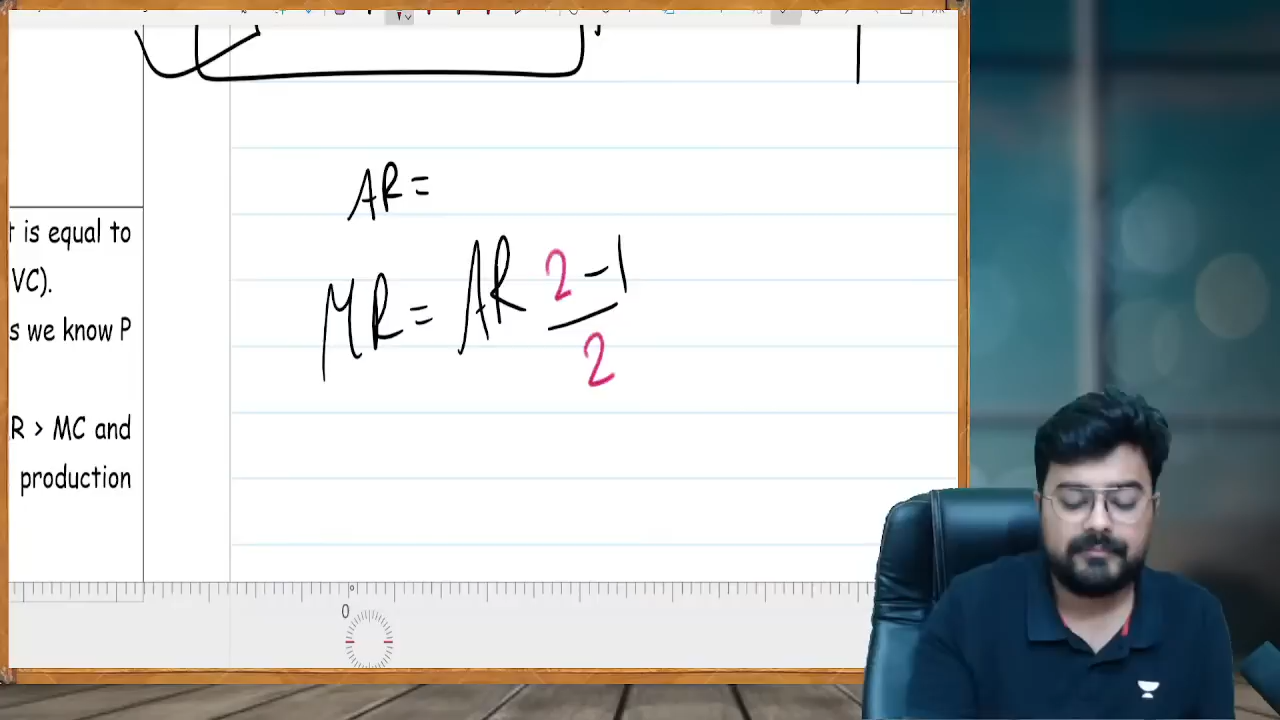 AR =
MR = AR 2 - 1
2
is equal to
VC).
s we know P
R > MC and
production
0